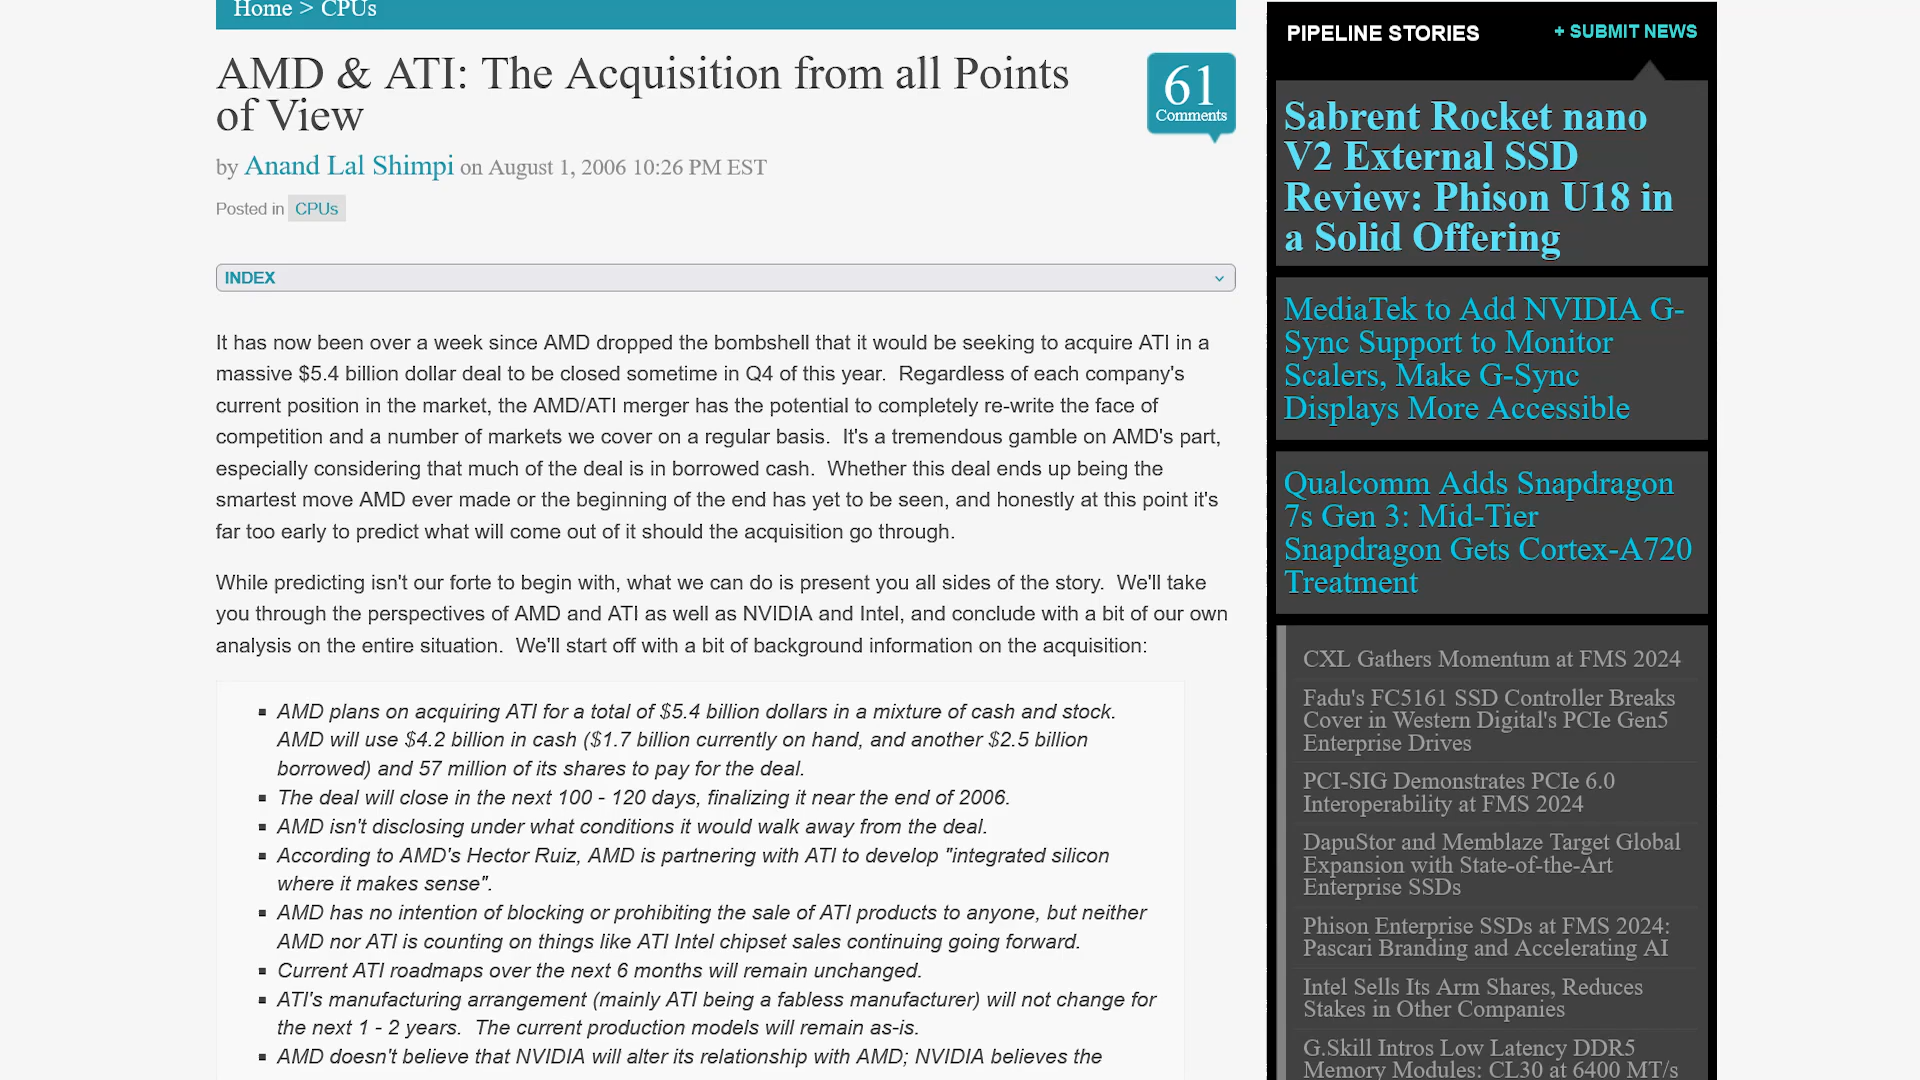 Home > CPUs
AMD & ATI: The Acquisition from all Points
of View
61
Comments
by Anand Lal Shimpi on August 1, 2006 10:26 PM EST
Posted in CPUs
INDEX
It has now been over a week since AMD dropped the bombshell that it would be seeking to acquire ATI in a
massive $5.4 billion dollar deal to be closed sometime in Q4 of this year. Regardless of each company's
current position in the market, the AMD/ATI merger has the potential to completely re-write the face of
competition and a number of markets we cover on a regular basis. It's a tremendous gamble on AMD's part,
especially considering that much of the deal is in borrowed cash. Whether this deal ends up being the
smartest move AMD ever made or the beginning of the end has yet to be seen, and honestly at this point it's
far too early to predict what will come out of it should the acquisition go through.
While predicting isn't our forte to begin with, what we can do is present you all sides of the story. We'll take
you through the perspectives of AMD and ATI as well as NVIDIA and Intel, and conclude with a bit of our own
analysis on the entire situation. We'll start off with a bit of background information on the acquisition:
▪ AMD plans on acquiring ATI for a total of $5.4 billion dollars in a mixture of cash and stock.
AMD will use $4.2 billion in cash ($1.7 billion currently on hand, and another $2.5 billion
borrowed) and 57 million of its shares to pay for the deal.
▪ The deal will close in the next 100 - 120 days, finalizing it near the end of 2006.
▪ AMD isn't disclosing under what conditions it would walk away from the deal.
▪ According to AMD's Hector Ruiz, AMD is partnering with ATI to develop "integrated silicon
where it makes sense".
▪ AMD has no intention of blocking or prohibiting the sale of ATI products to anyone, but neither
AMD nor ATI is counting on things like ATI Intel chipset sales continuing going forward.
▪ Current ATI roadmaps over the next 6 months will remain unchanged.
▪ ATI's manufacturing arrangement (mainly ATI being a fabless manufacturer) will not change for
the next 1 - 2 years. The current production models will remain as-is.
▪ AMD doesn't believe that NVIDIA will alter its relationship with AMD; NVIDIA believes the
PIPELINE STORIES
+ SUBMIT NEWS
Sabrent Rocket nano
V2 External SSD
Review: Phison U18 in
a Solid Offering
MediaTek to Add NVIDIA G-
Sync Support to Monitor
Scalers, Make G-Sync
Displays More Accessible
Qualcomm Adds Snapdragon
7s Gen 3: Mid-Tier
Snapdragon Gets Cortex-A720
Treatment
CXL Gathers Momentum at FMS 2024
Fadu's FC5161 SSD Controller Breaks
Cover in Western Digital's PCIe Gen5
Enterprise Drives
PCI-SIG Demonstrates PCIe 6.0
Interoperability at FMS 2024
DapuStor and Memblaze Target Global
Expansion with State-of-the-Art
Enterprise SSDs
Phison Enterprise SSDs at FMS 2024:
Pascari Branding and Accelerating AI
Intel Sells Its Arm Shares, Reduces
Stakes in Other Companies
G.Skill Intros Low Latency DDR5
Memory Modules: CL30 at 6400 MT/s